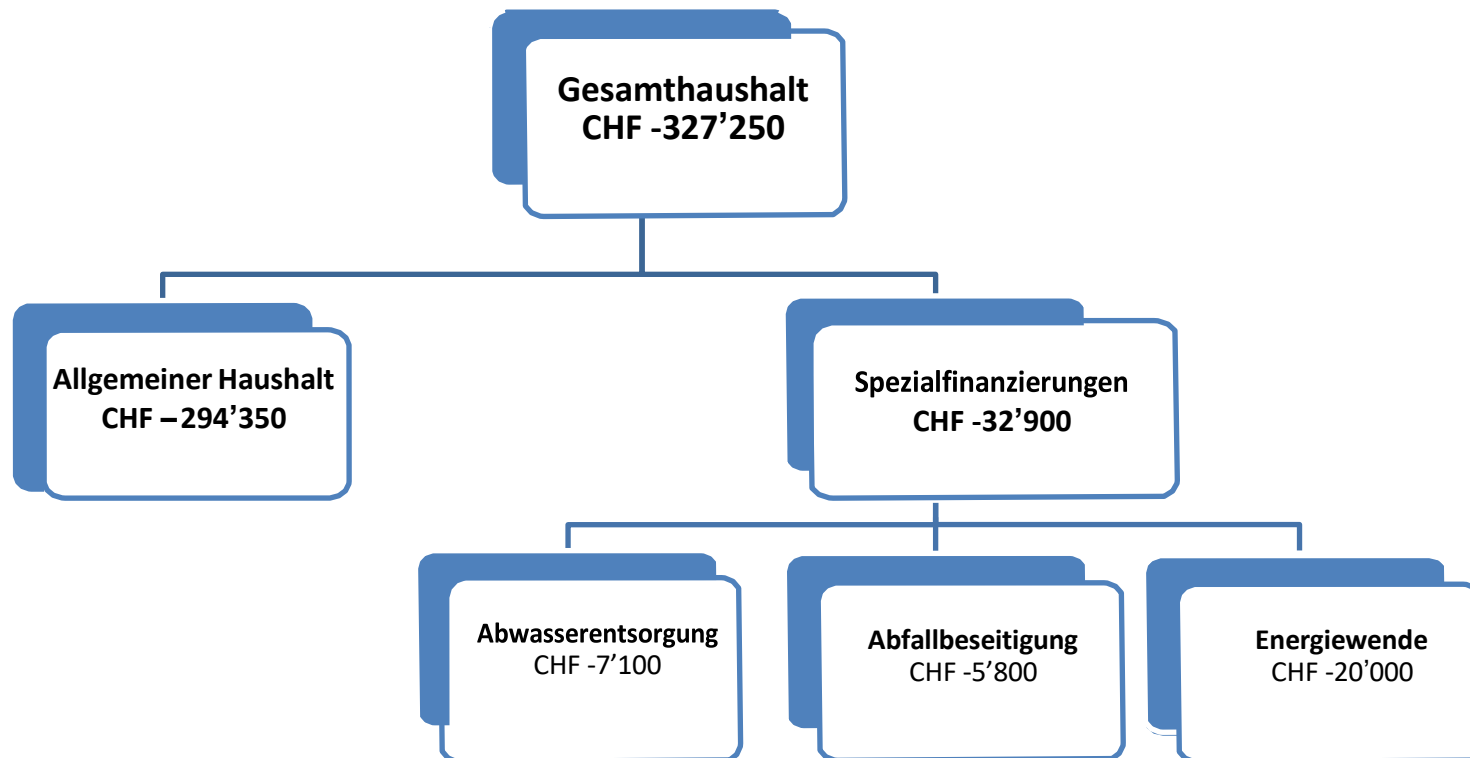 Gesamthaushalt
CHF -327’250
Allgemeiner Haushalt
CHF –294’350
Spezialfinanzierungen
CHF -32’900
Abwasserentsorgung
CHF -7’100
Abfallbeseitigung
CHF -5’800
Energiewende
CHF -20’000